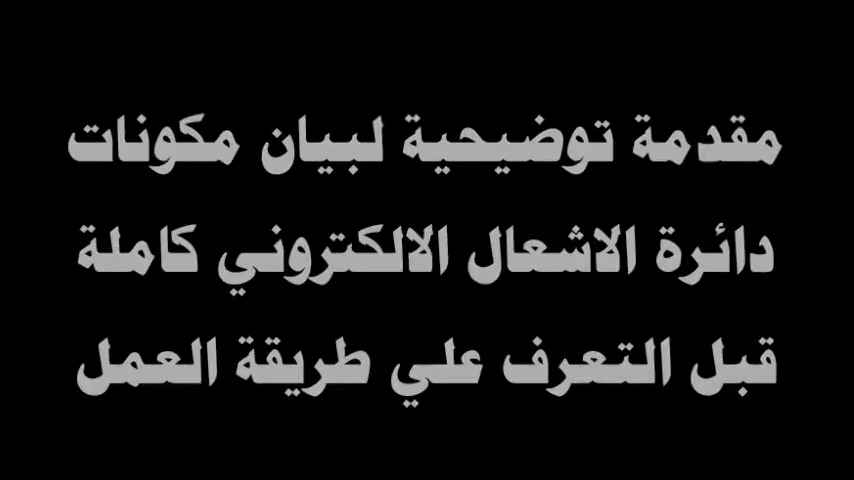 مقدمة توضيحية لبيان مكونات
دائرة الاشعال الالكتروني كاملة
قبل التعرف علي طريقة العمل